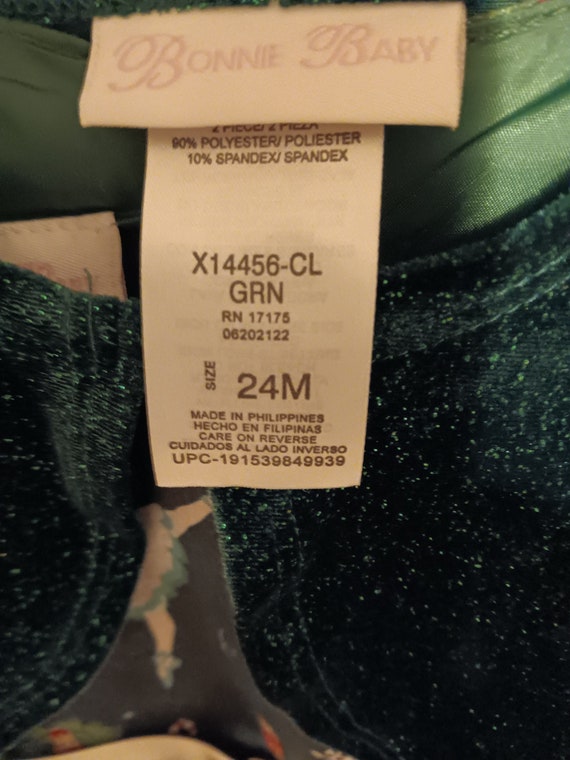 BONNIE BABY
2 PIECE/ 2 PIEZA
90% POLYESTER/ POLIESTER
10% SPANDEX/ SPANDEX
X14456-CL
GRN
RN 17175
06202122
SIZE 24M
MADE IN PHILIPPINES
HECHO EN FILIPINAS
CARE ON REVERSE
CUIDADOS AL LADO INVERSO
UPC-191539849939